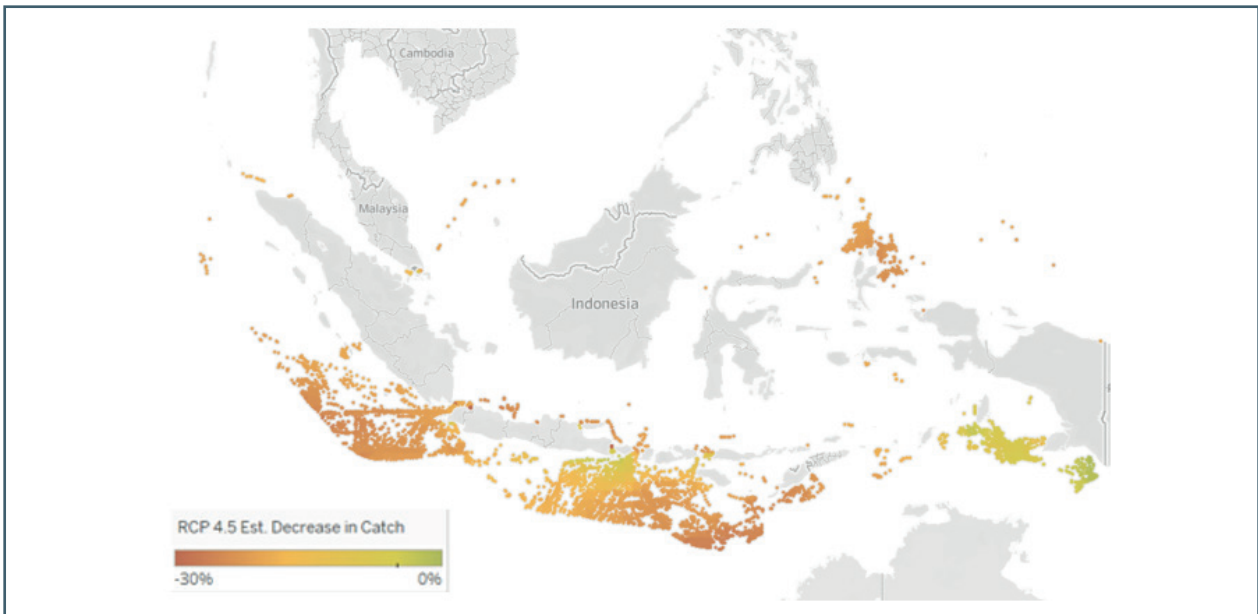 Cambodia
Malaysia
Indonesia
RCP 4.5 Est. Decrease in Catch
-30%
0%